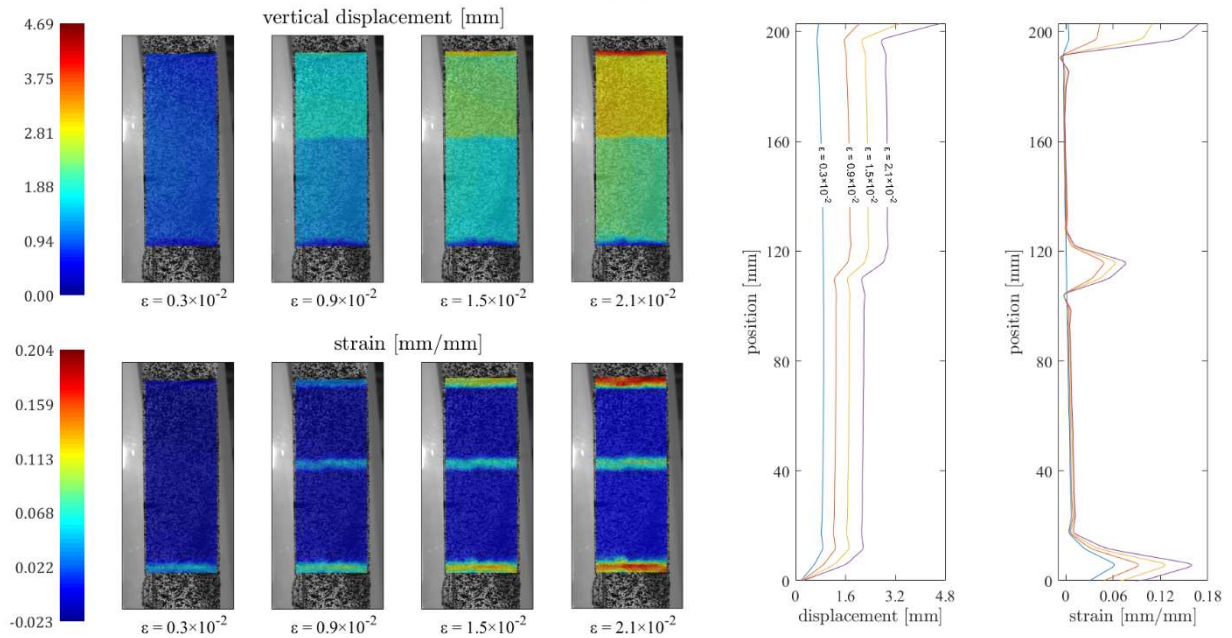 vertical displacement [mm]
4.69
3.75
2.81
1.88
0.94
0.00
ε = 0.3×10⁻²
ε = 0.9×10⁻²
ε = 1.5×10⁻²
ε = 2.1×10⁻²
strain [mm/mm]
0.204
0.159
0.113
0.068
0.022
-0.023
ε = 0.3×10⁻²
ε = 0.9×10⁻²
ε = 1.5×10⁻²
ε = 2.1×10⁻²
200
160
120
80
40
0
position [mm]
ε = 0.3×10⁻²
ε = 0.9×10⁻²
ε = 1.5×10⁻²
ε = 2.1×10⁻²
0
1.6
3.2
4.8
displacement [mm]
200
160
120
80
40
0
position [mm]
0
0.06
0.12
0.18
strain [mm/mm]